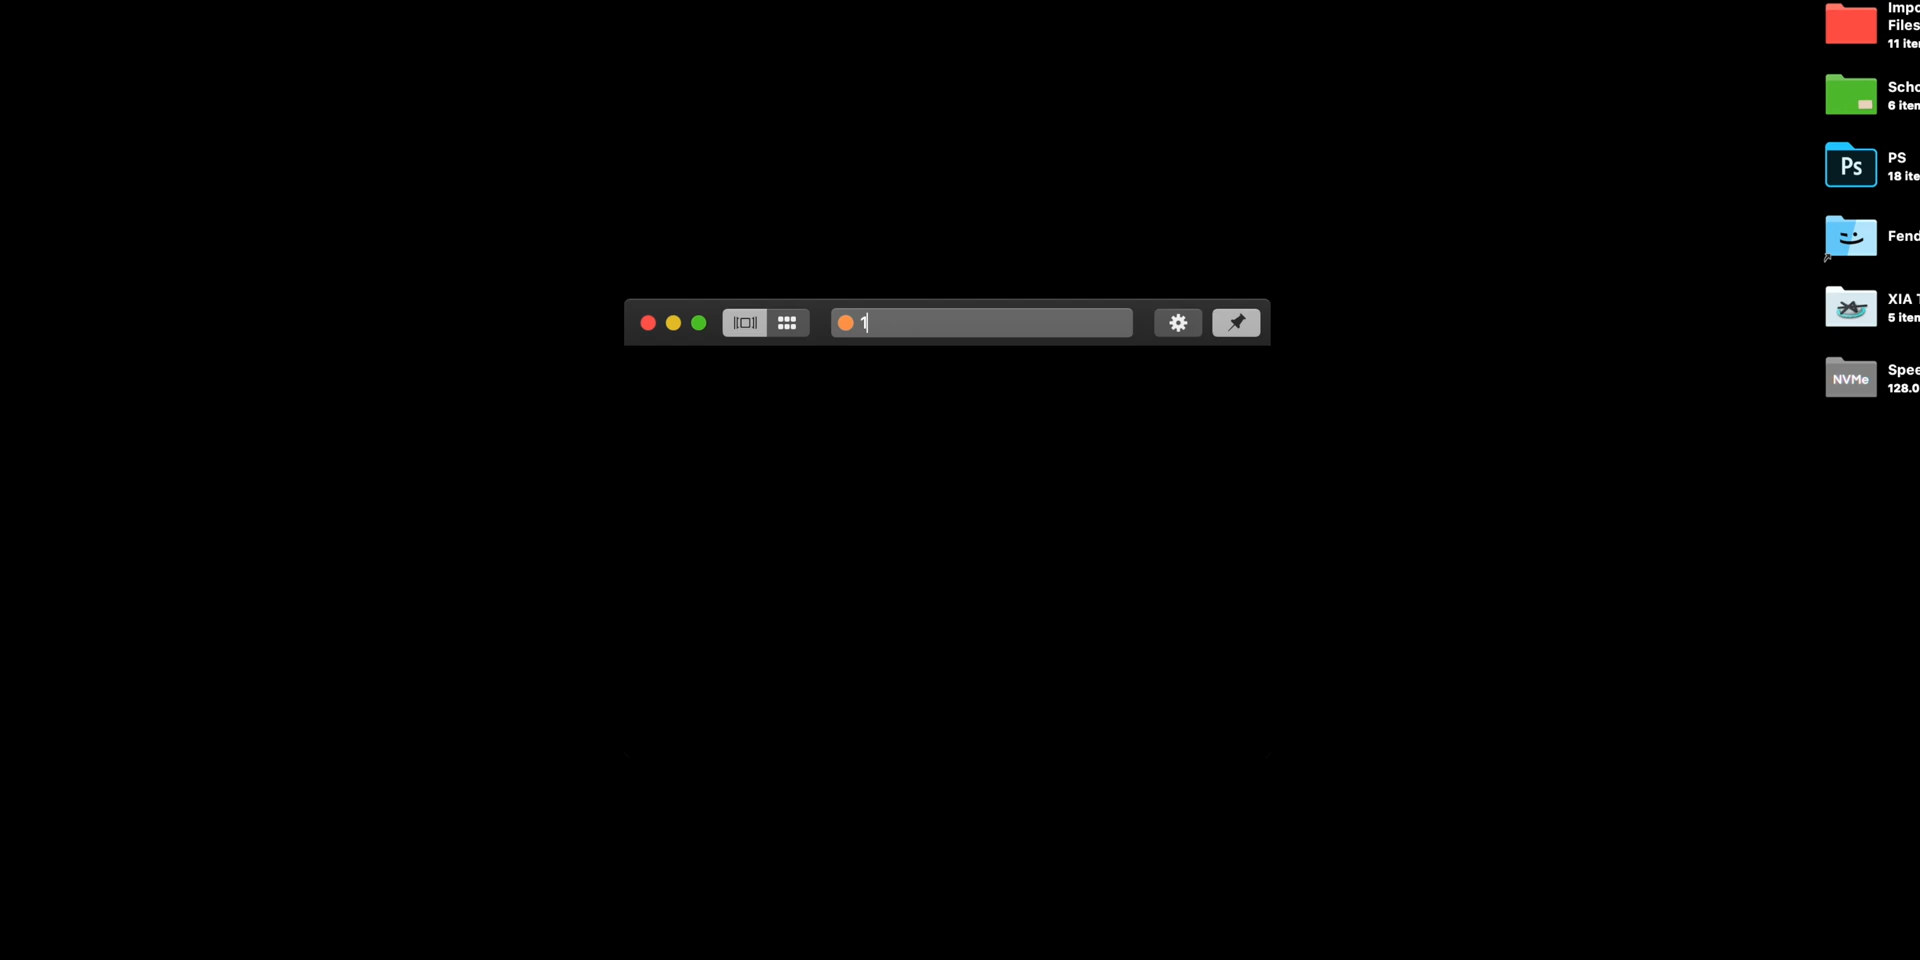 Impo
Files
11 iten
Scho
6 iten
Ps
PS
18 ite
Fend
XIA T
5 item
NVMe
Spee
128.0
1